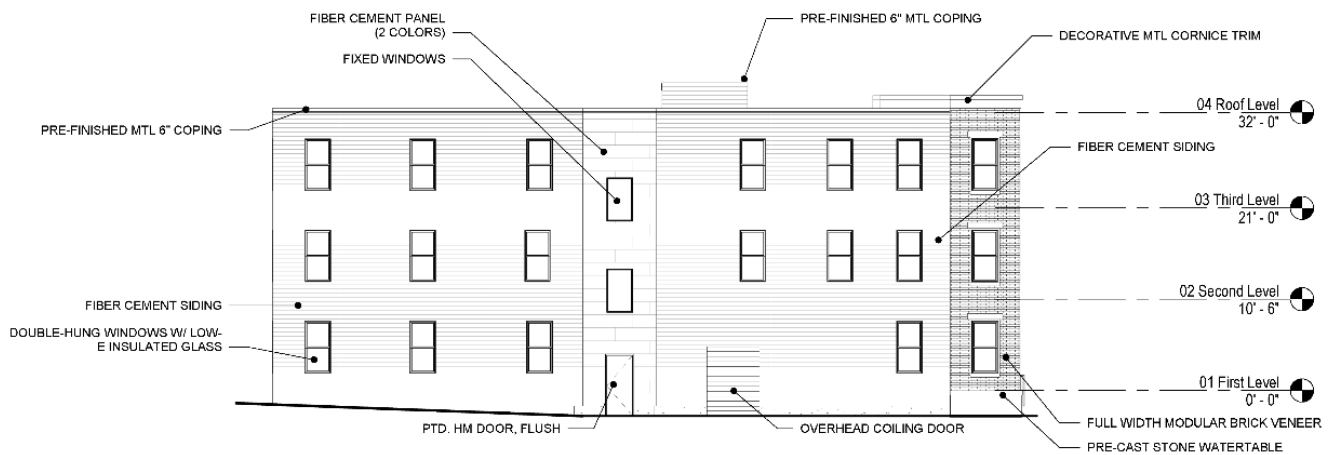 FIBER CEMENT PANEL
(2 COLORS)
FIXED WINDOWS
PRE-FINISHED 6" MTL COPING
DECORATIVE MTL CORNICE TRIM
PRE-FINISHED MTL 6" COPING
04 Roof Level
32' - 0"
FIBER CEMENT SIDING
03 Third Level
21' - 0"
FIBER CEMENT SIDING
02 Second Level
10' - 6"
DOUBLE-HUNG WINDOWS W/ LOW-
E INSULATED GLASS
01 First Level
0' - 0"
PTD. HM DOOR, FLUSH
OVERHEAD COILING DOOR
FULL WIDTH MODULAR BRICK VENEER
PRE-CAST STONE WATERTABLE